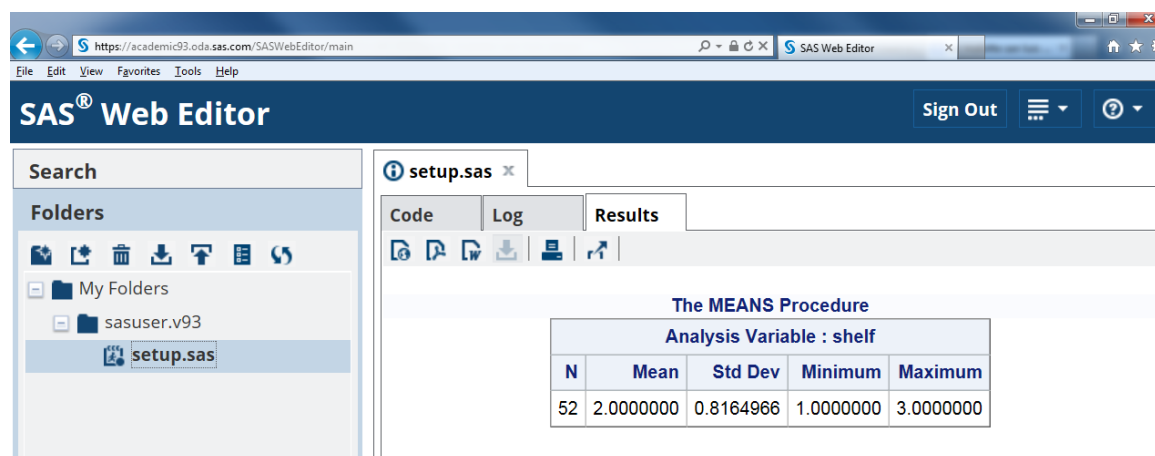 https://academic93.oda.sas.com/SASWebEditor/main
SAS Web Editor
File Edit View Favorites Tools Help
SAS® Web Editor
Sign Out
Search
Folders
My Folders
sasuser.v93
setup.sas
setup.sas
Code Log Results
The MEANS Procedure
Analysis Variable : shelf
N Mean Std Dev Minimum Maximum
52 2.0000000 0.8164966 1.0000000 3.0000000